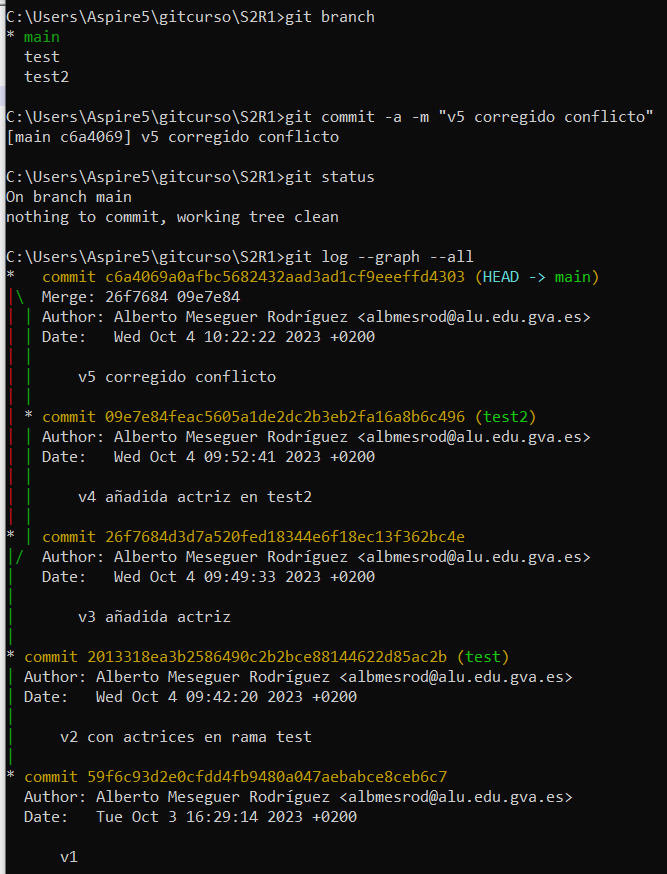 C:\Users\Aspire5\gitcurso\S2R1>git branch
* main
  test
  test2

C:\Users\Aspire5\gitcurso\S2R1>git commit -a -m "v5 corregido conflicto"
[main c6a4069] v5 corregido conflicto

C:\Users\Aspire5\gitcurso\S2R1>git status
On branch main
nothing to commit, working tree clean

C:\Users\Aspire5\gitcurso\S2R1>git log --graph --all
*   commit c6a4069a0afbc5682432aad3ad1cf9eeeffd4303 (HEAD -> main)
|\  Merge: 26f7684 09e7e84
| | Author: Alberto Meseguer Rodríguez <albmesrod@alu.edu.gva.es>
| | Date:   Wed Oct 4 10:22:22 2023 +0200
| |
| |     v5 corregido conflicto
| |
| * commit 09e7e84feac5605a1de2dc2b3eb2fa16a8b6c496 (test2)
| | Author: Alberto Meseguer Rodríguez <albmesrod@alu.edu.gva.es>
| | Date:   Wed Oct 4 09:52:41 2023 +0200
| |
| |     v4 añadida actriz en test2
| |
* | commit 26f7684d3d7a520fed18344e6f18ec13f362bc4e
|/  Author: Alberto Meseguer Rodríguez <albmesrod@alu.edu.gva.es>
|   Date:   Wed Oct 4 09:49:33 2023 +0200
|
|       v3 añadida actriz
|
* commit 2013318ea3b2586490c2b2bce88144622d85ac2b (test)
| Author: Alberto Meseguer Rodríguez <albmesrod@alu.edu.gva.es>
| Date:   Wed Oct 4 09:42:20 2023 +0200
|
|     v2 con actrices en rama test
|
* commit 59f6c93d2e0cfdd4fb9480a047aebabce8ceb6c7
  Author: Alberto Meseguer Rodríguez <albmesrod@alu.edu.gva.es>
  Date:   Tue Oct 3 16:29:14 2023 +0200

      v1